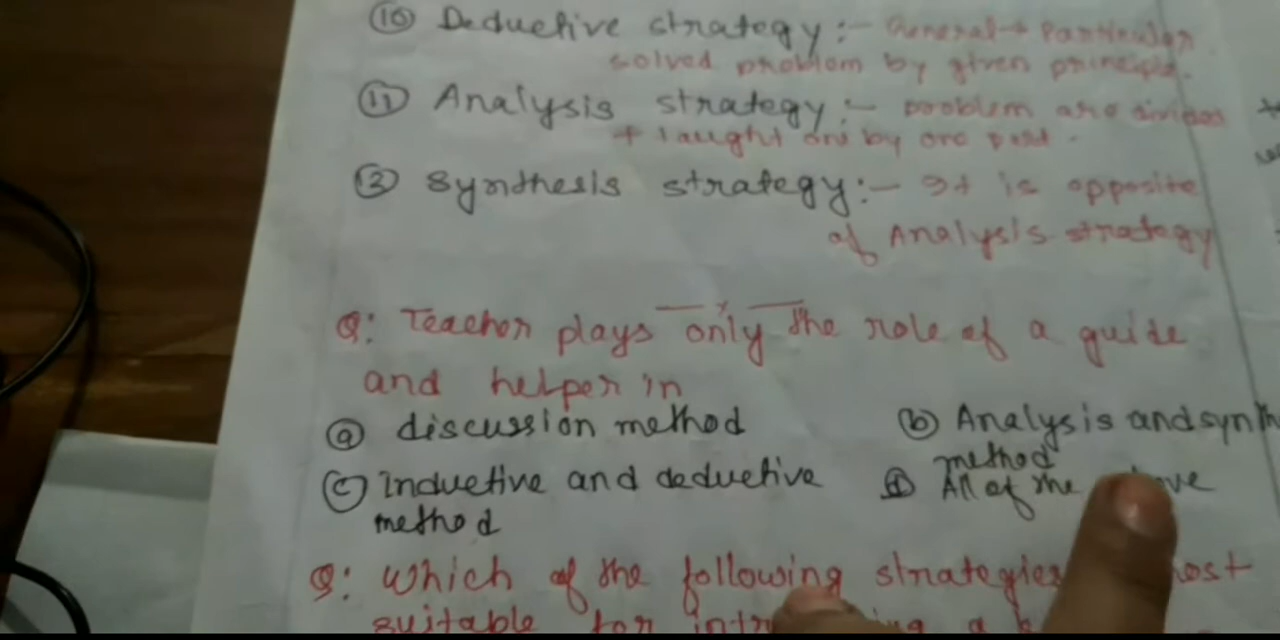 ⑩ Deductive strategy :- General → Particular
solved problem by given principle.
⑪ Analysis strategy :- problem are divided
+ taught one by one part.
⑫ Synthesis strategy :- It is opposite
of Analysis strategy
Q: Teacher plays only the role of a guide
and helper in
ⓐ discussion method ⓑ Analysis and synth
method
ⓒ Inductive and deductive ⓓ All of the
method
Q: Which of the following strategies
suitable for